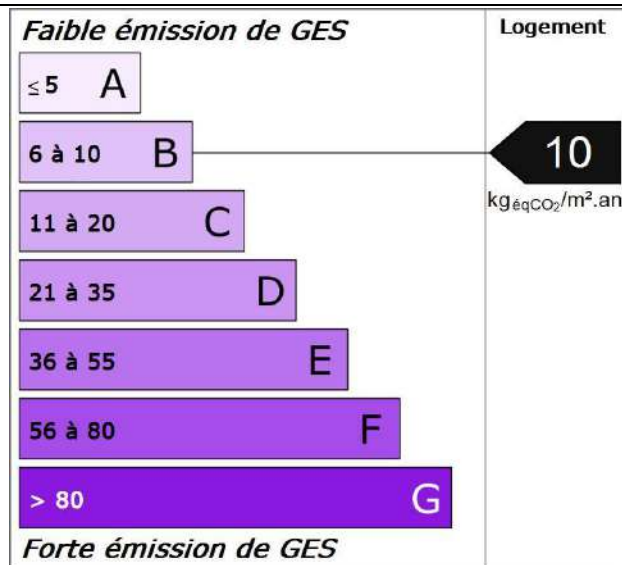 Faible émission de GES
Logement
≤ 5 A
6 à 10 B
10
kgéqCO₂/m².an
11 à 20 C
21 à 35 D
36 à 55 E
56 à 80 F
> 80 G
Forte émission de GES